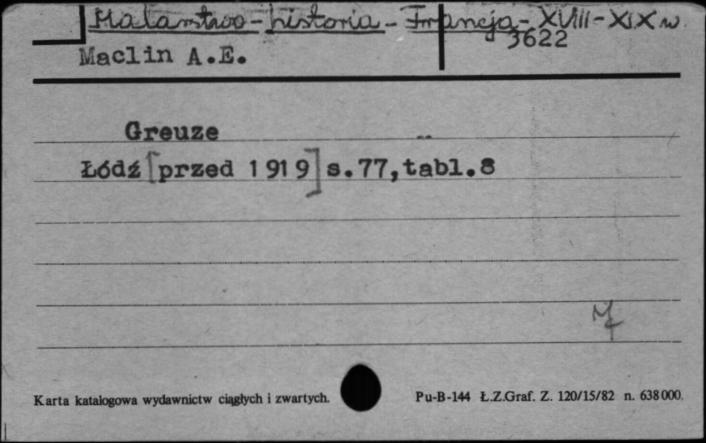 Malarstwo - historia - Francja - XVIII - XIX w.
3622
Maclin A.E.
Greuze
Łódź [przed 1919] s.77,tabl.8
Karta katalogowa wydawnictw ciągłych i zwartych.
Pu-B-144 Ł.Z.Graf. Z. 120/15/82 n. 638000.